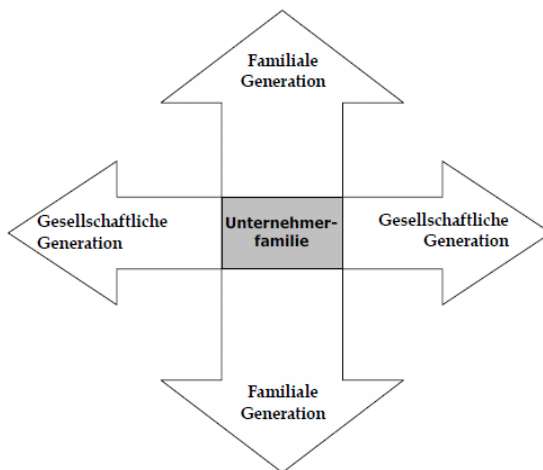 Familiale
Generation
Gesellschaftliche
Generation
Unternehmer-
familie
Gesellschaftliche
Generation
Familiale
Generation